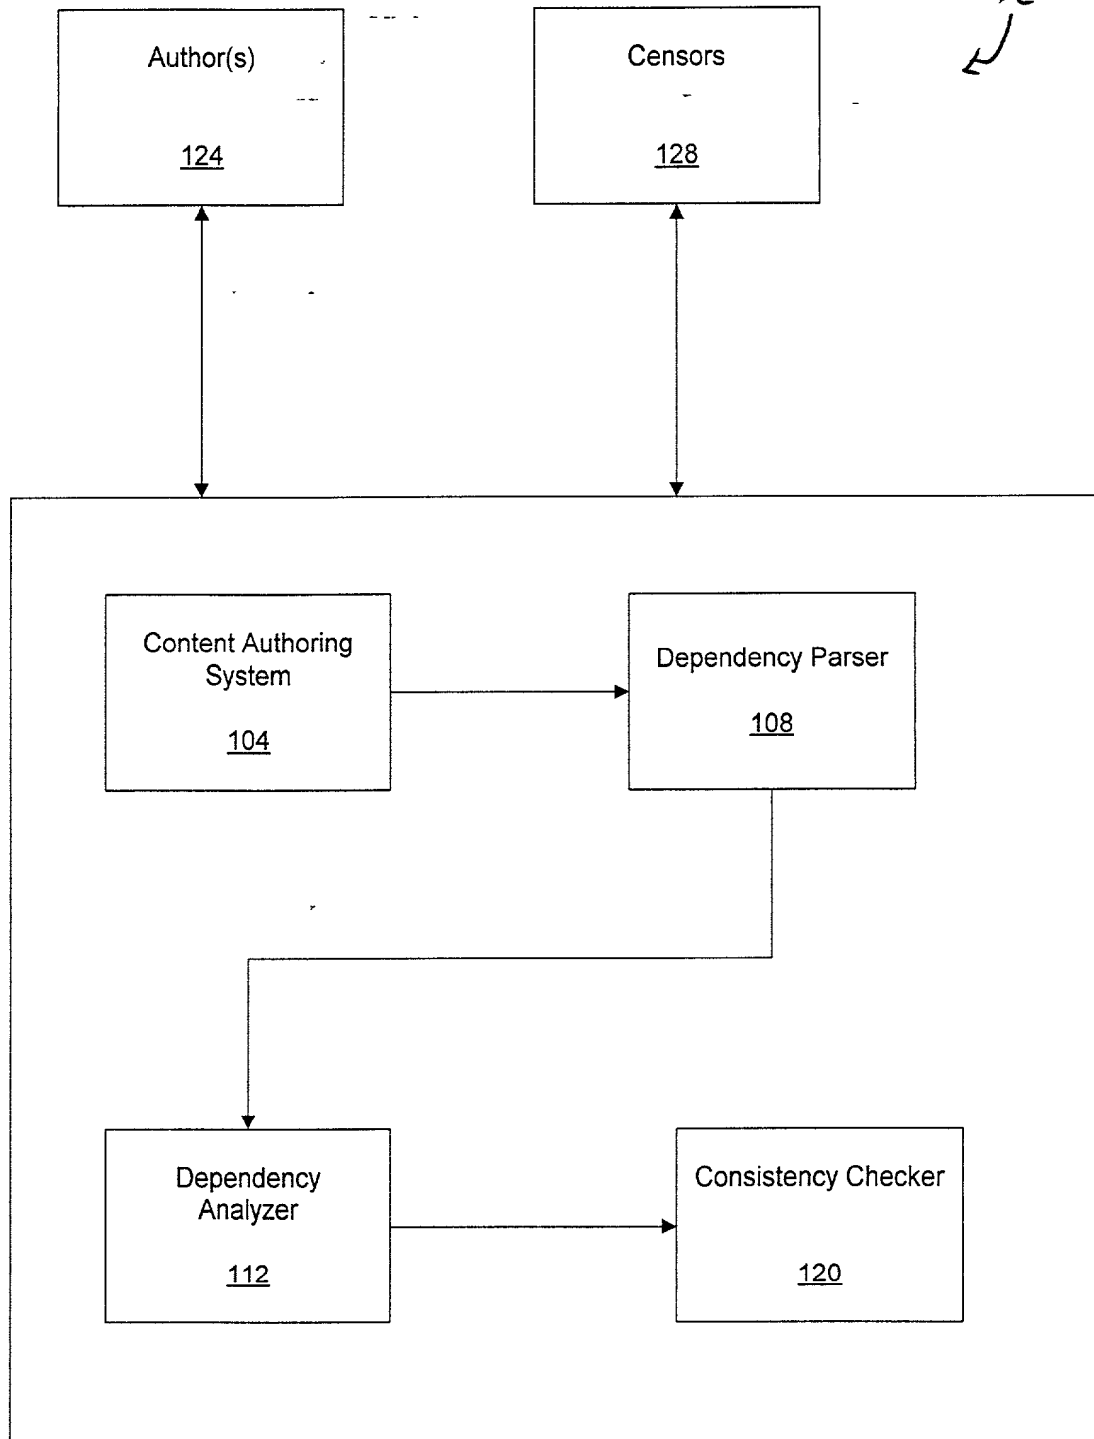 Author(s)
124
Censors
128
Content Authoring
System
104
Dependency Parser
108
Dependency
Analyzer
112
Consistency Checker
120